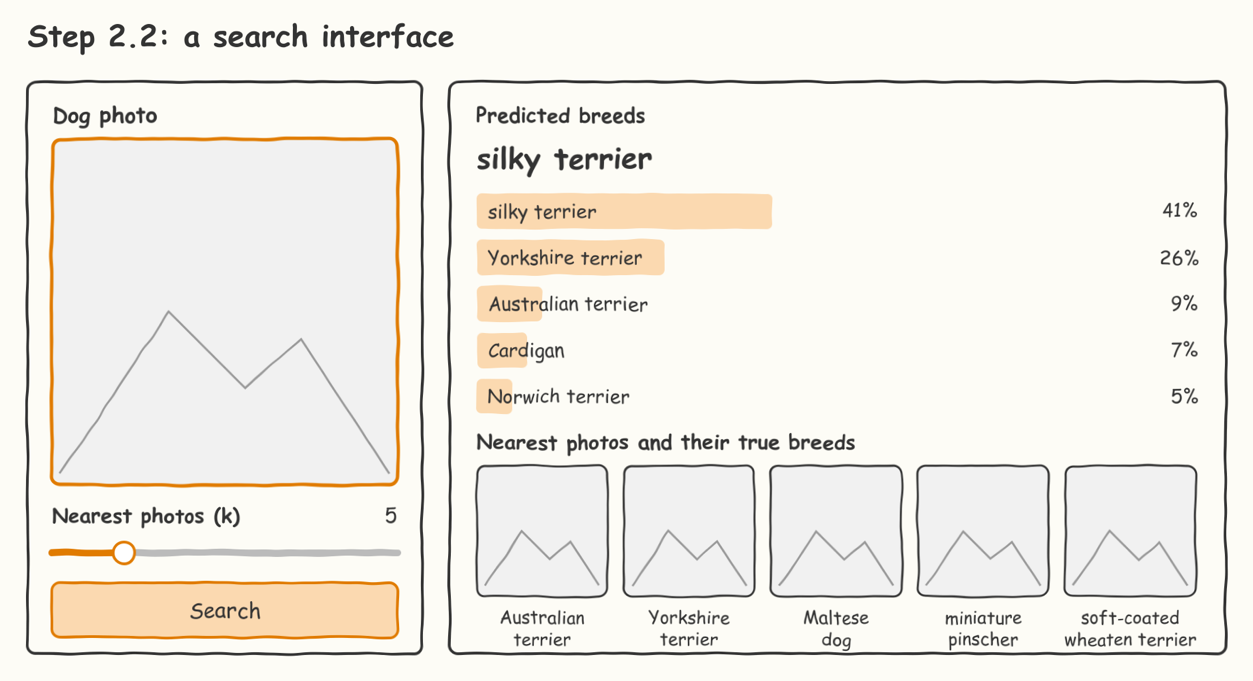 Step 2.2: a search interface
Dog photo
Nearest photos (k) 5
Search
Predicted breeds
silky terrier
silky terrier 41%
Yorkshire terrier 26%
Australian terrier 9%
Cardigan 7%
Norwich terrier 5%
Nearest photos and their true breeds
Australian
terrier
Yorkshire
terrier
Maltese
dog
miniature
pinscher
soft-coated
wheaten terrier